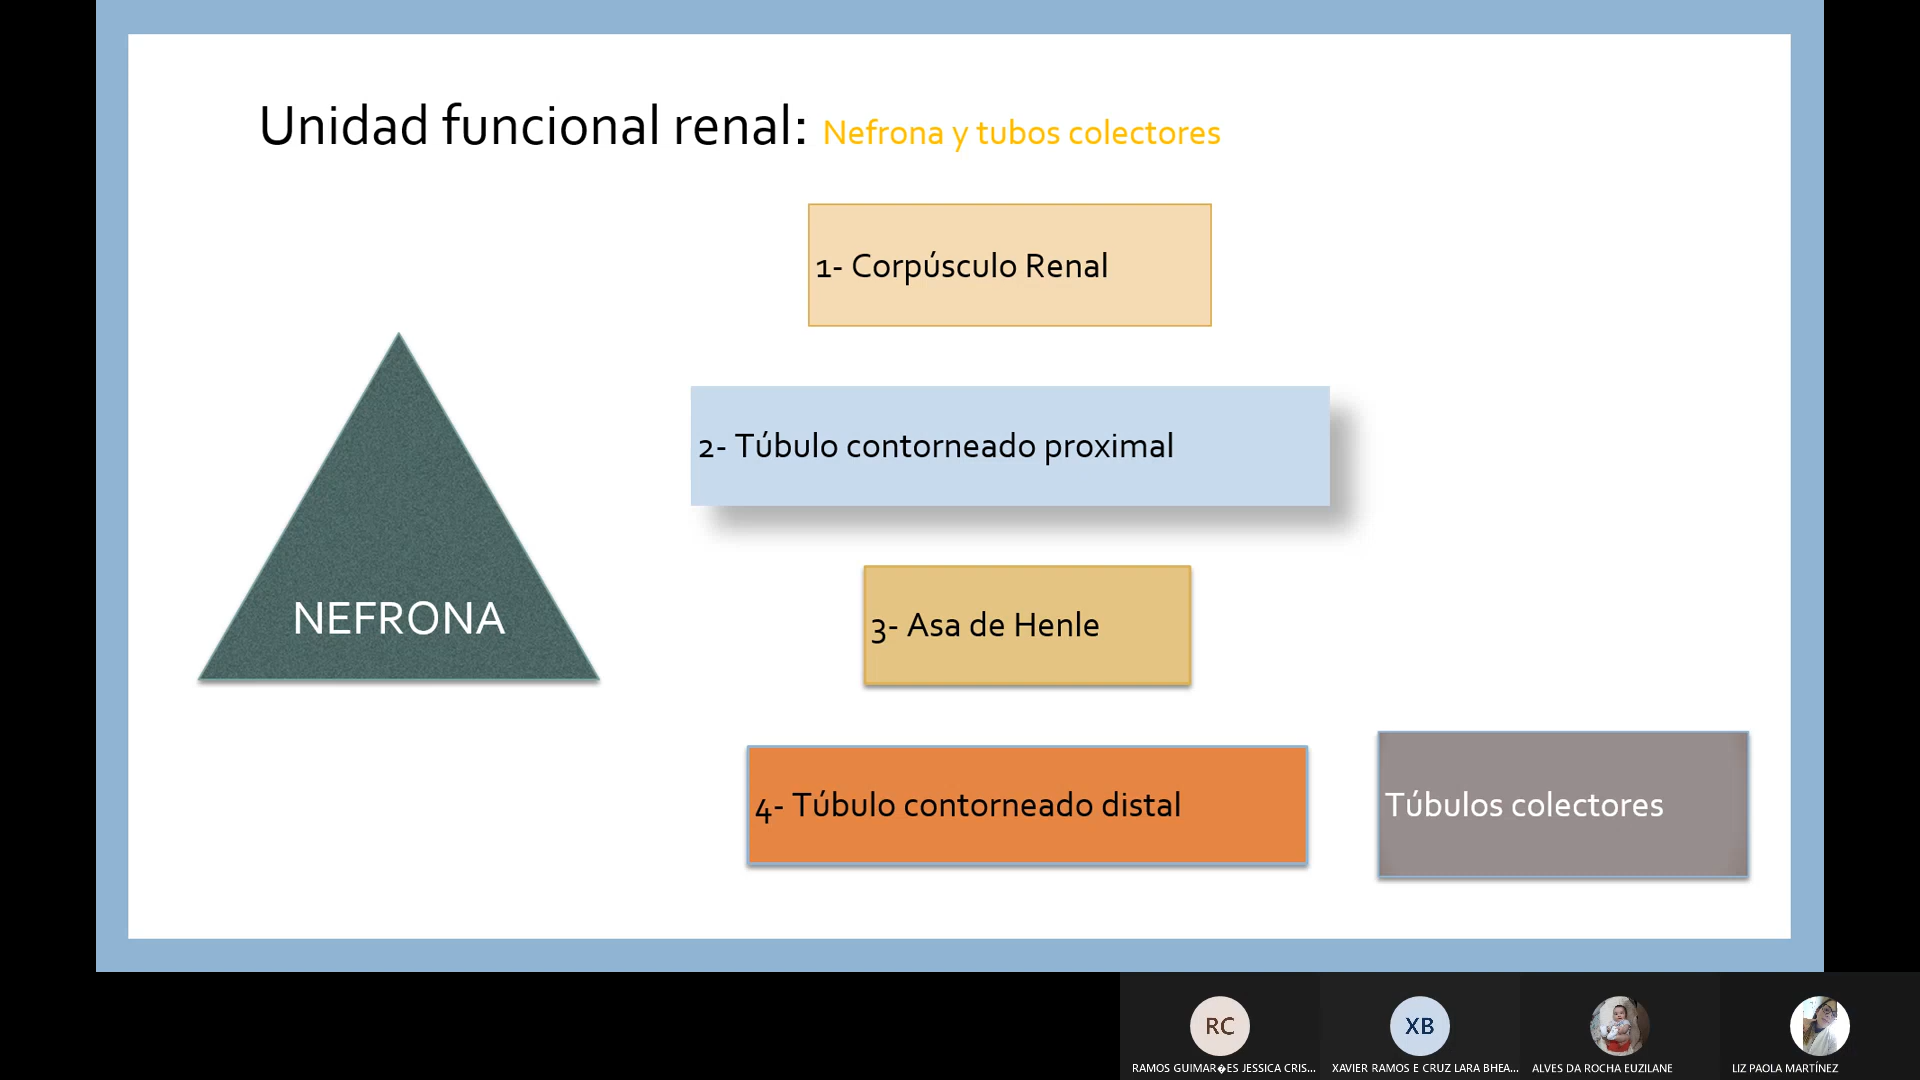 Unidad funcional renal: Nefrona y tubos colectores
1- Corpúsculo Renal
2- Túbulo contorneado proximal
NEFRONA
3- Asa de Henle
4- Túbulo contorneado distal
Túbulos colectores
RC
XB
RAMOS GUIMAR�ES JESSICA CRIS...
XAVIER RAMOS E CRUZ LARA BHEA...
ALVES DA ROCHA EUZILANE
LIZ PAOLA MARTÍNEZ